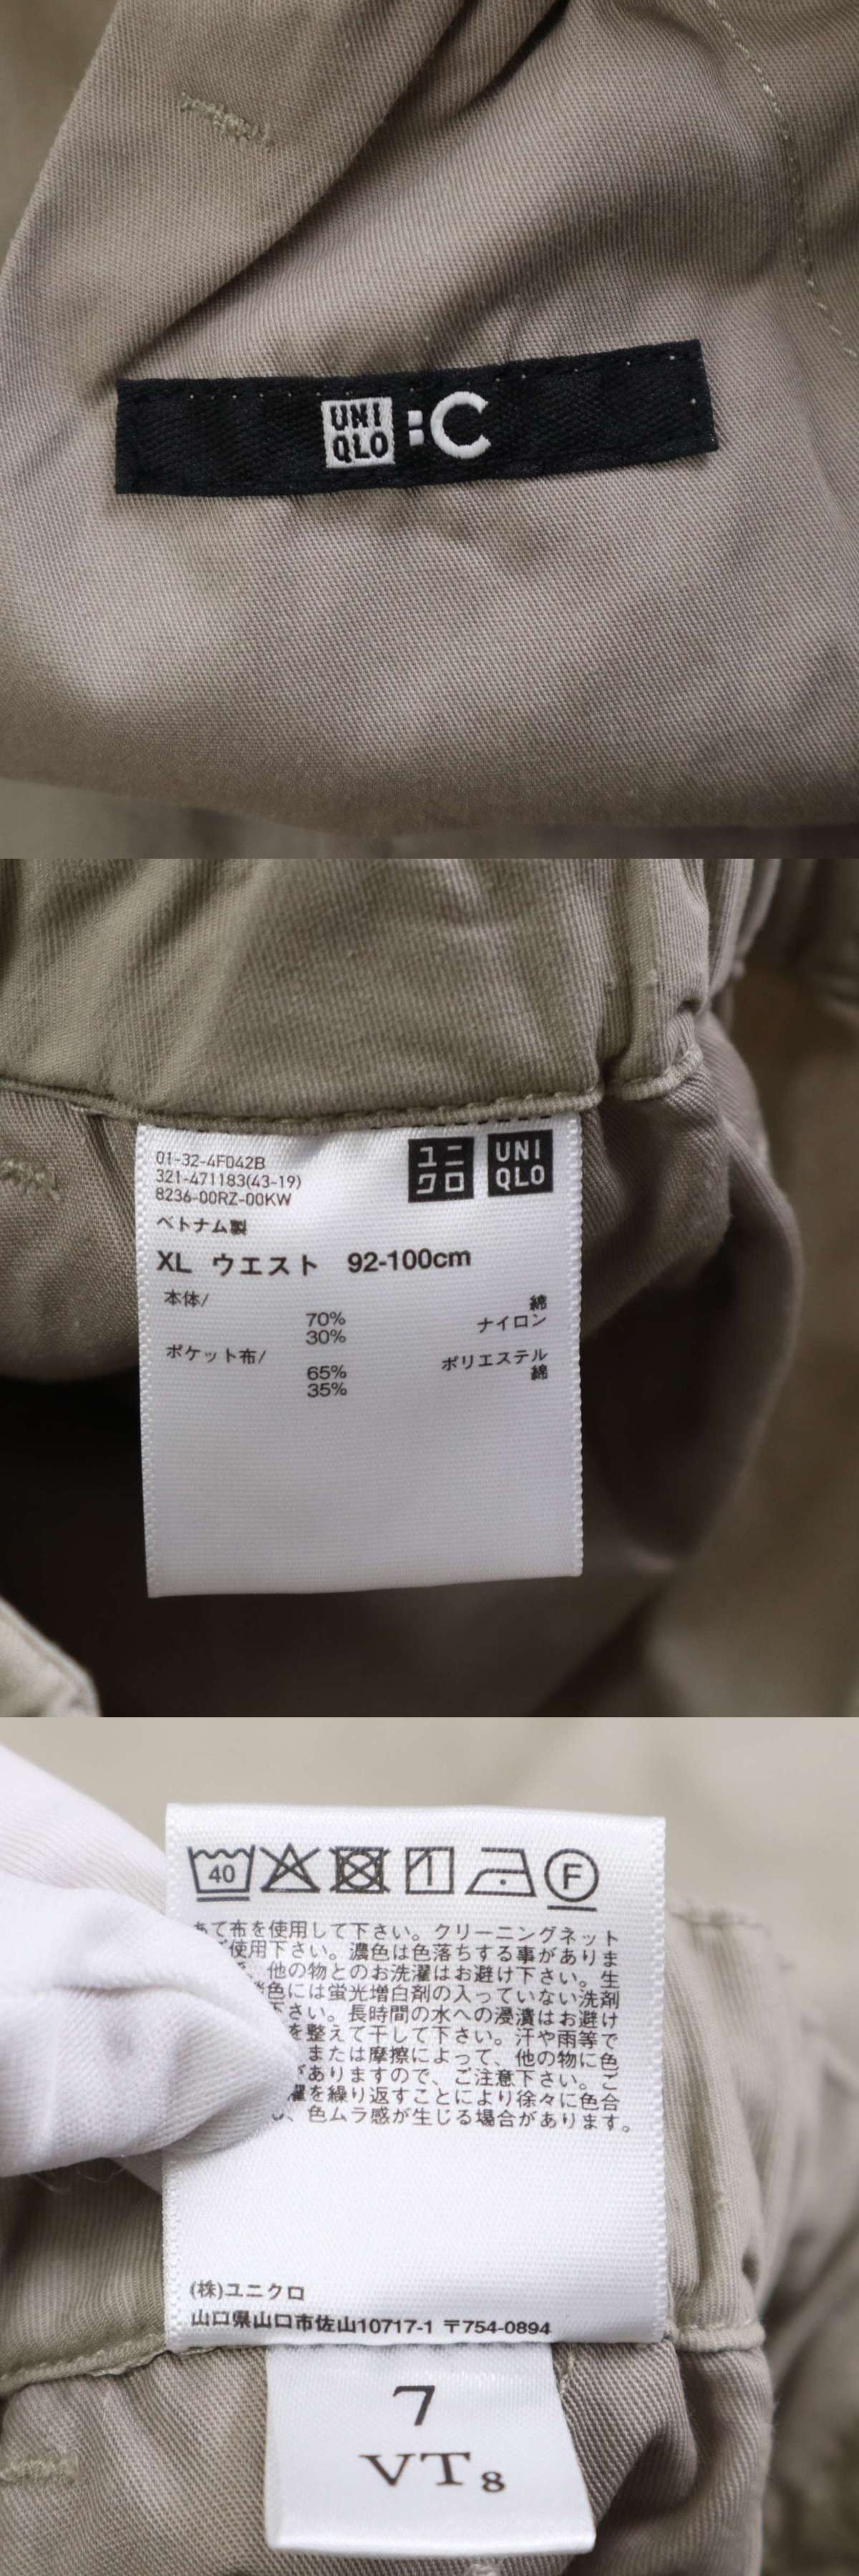 UNI
QLO :C
01-32-4F042B
321-471183(43-19)
8236-00RZ-00KW
ユニ
クロ
UNI
QLO
ベトナム製
XL ウエスト 92-100cm
本体/ 綿
70% ナイロン
30%
ポケット布/ ポリエステル
65% 綿
35%
40 F
あて布を使用して下さい。クリーニングネット
使用下さい。濃色は色落ちする事がありま
他の物とのお洗濯はお避け下さい。生
色には蛍光増白剤の入っていない洗剤
さい。長時間の水への浸漬はお避け
を整えて干して下さい。汗や雨等で
または摩擦によって、他の物に色
がありますので、ご注意下さい。ご
濯を繰り返すことにより徐々に色合
、色ムラ感が生じる場合があります。
(株)ユニクロ
山口県山口市佐山10717-1 〒754-0894
7
VT8